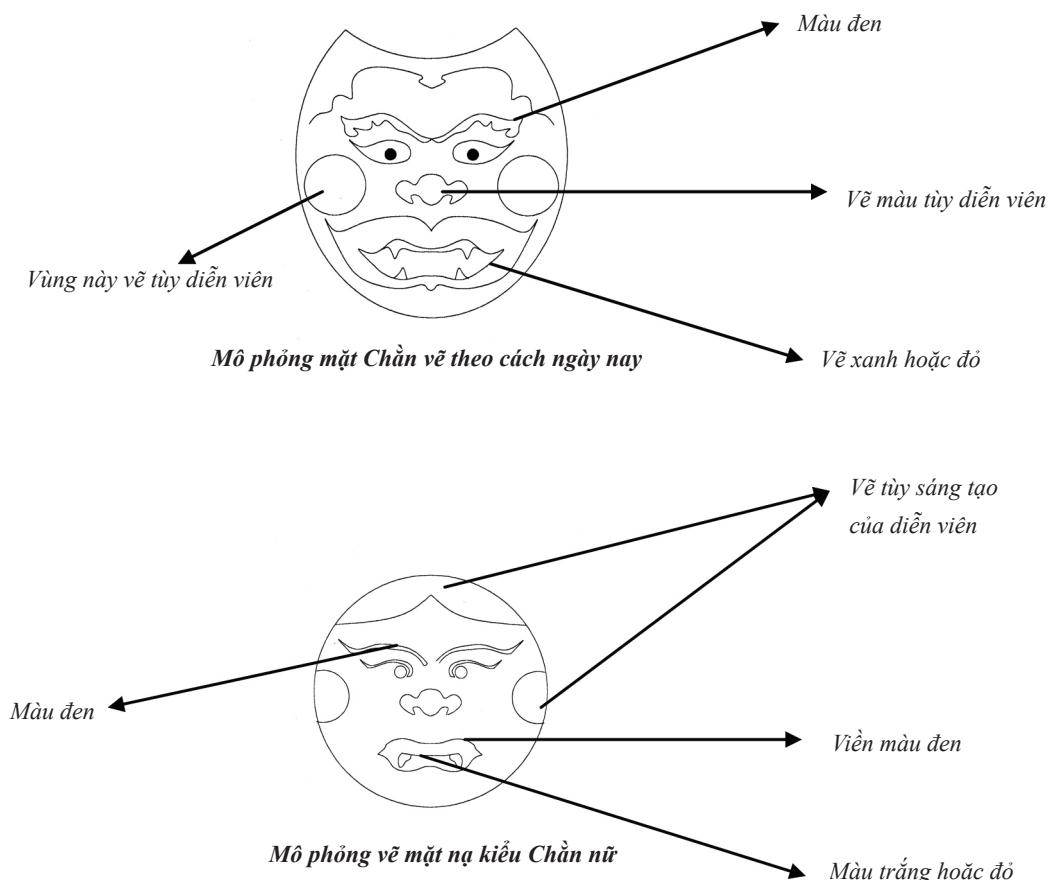 Màu đen
Vẽ màu tùy diễn viên
Vùng này vẽ tùy diễn viên
Mô phỏng mặt Chằn vẽ theo cách ngày nay
Vẽ xanh hoặc đỏ
Vẽ tùy sáng tạo
của diễn viên
Màu đen
Viền màu đen
Mô phỏng vẽ mặt nạ kiểu Chằn nữ
Màu trắng hoặc đỏ